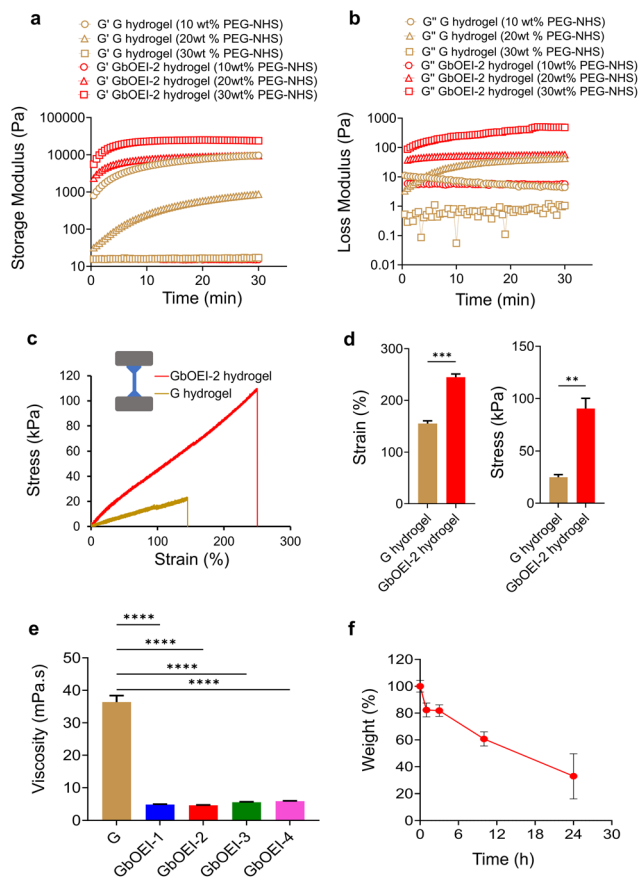 a
G' G hydrogel (10 wt% PEG-NHS)
G' G hydrogel (20wt % PEG-NHS)
G' G hydrogel (30wt % PEG-NHS)
G' GbOEI-2 hydrogel (10wt% PEG-NHS)
G' GbOEI-2 hydrogel (20wt% PEG-NHS)
G' GbOEI-2 hydrogel (30wt% PEG-NHS)
Storage Modulus (Pa)
100000
10000
1000
100
10
0
10
20
30
Time (min)
b
G'' G hydrogel (10 wt% PEG-NHS)
G'' G hydrogel (20wt % PEG-NHS)
G'' G hydrogel (30wt % PEG-NHS)
G'' GbOEI-2 hydrogel (10wt% PEG-NHS)
G'' GbOEI-2 hydrogel (20wt% PEG-NHS)
G'' GbOEI-2 hydrogel (30wt% PEG-NHS)
Loss Modulus (Pa)
1000
100
10
1
0.1
0.01
0
10
20
30
Time (min)
c
GbOEI-2 hydrogel
G hydrogel
Stress (kPa)
120
100
80
60
40
20
0
0
100
200
300
Strain (%)
d
Strain (%)
300
200
100
0
***
G hydrogel
GbOEI-2 hydrogel
Stress (kPa)
150
100
50
0
**
G hydrogel
GbOEI-2 hydrogel
e
****
****
****
****
Viscosity (mPa.s)
50
40
30
20
10
0
G
GbOEI-1
GbOEI-2
GbOEI-3
GbOEI-4
f
Weight (%)
120
100
80
60
40
20
0
0
6
12
18
24
30
Time (h)